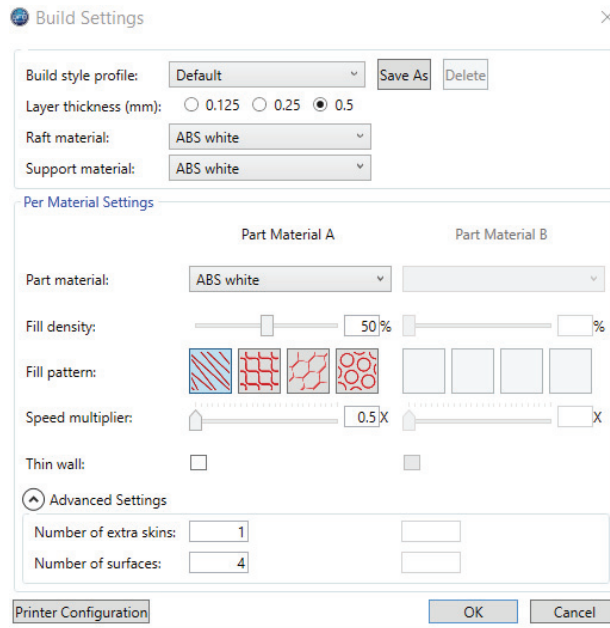 Build Settings
Build style profile: Default Save As Delete
Layer thickness (mm): 0.125 0.25 0.5
Raft material: ABS white
Support material: ABS white
Per Material Settings
Part Material A Part Material B
Part material: ABS white
Fill density: 50 % %
Fill pattern:
Speed multiplier: 0.5 X X
Thin wall:
Advanced Settings
Number of extra skins: 1
Number of surfaces: 4
Printer Configuration OK Cancel